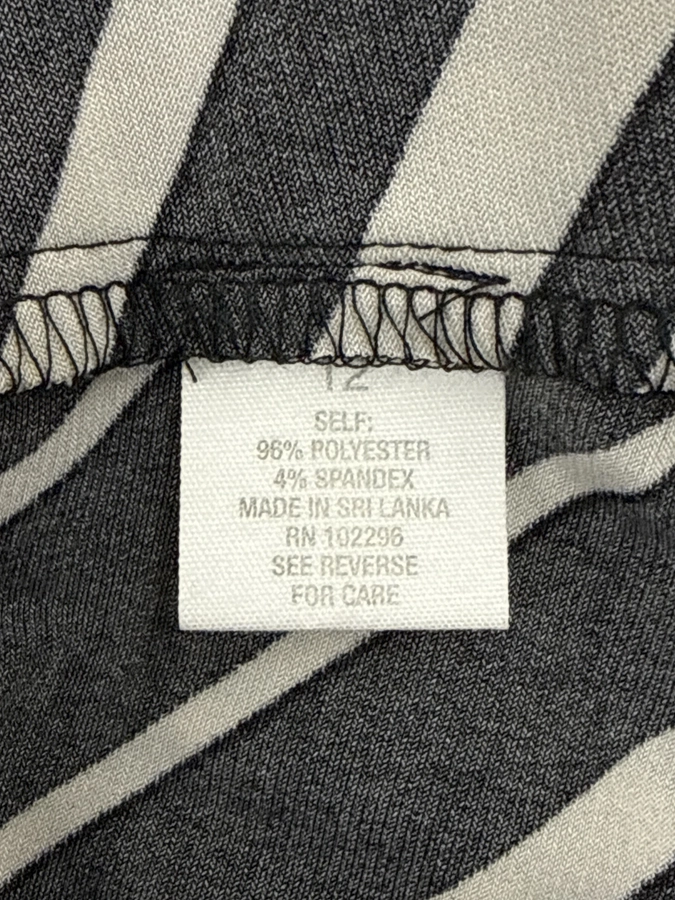 12
SELF:
96% POLYESTER
4% SPANDEX
MADE IN SRI LANKA
RN 102296
SEE REVERSE
FOR CARE